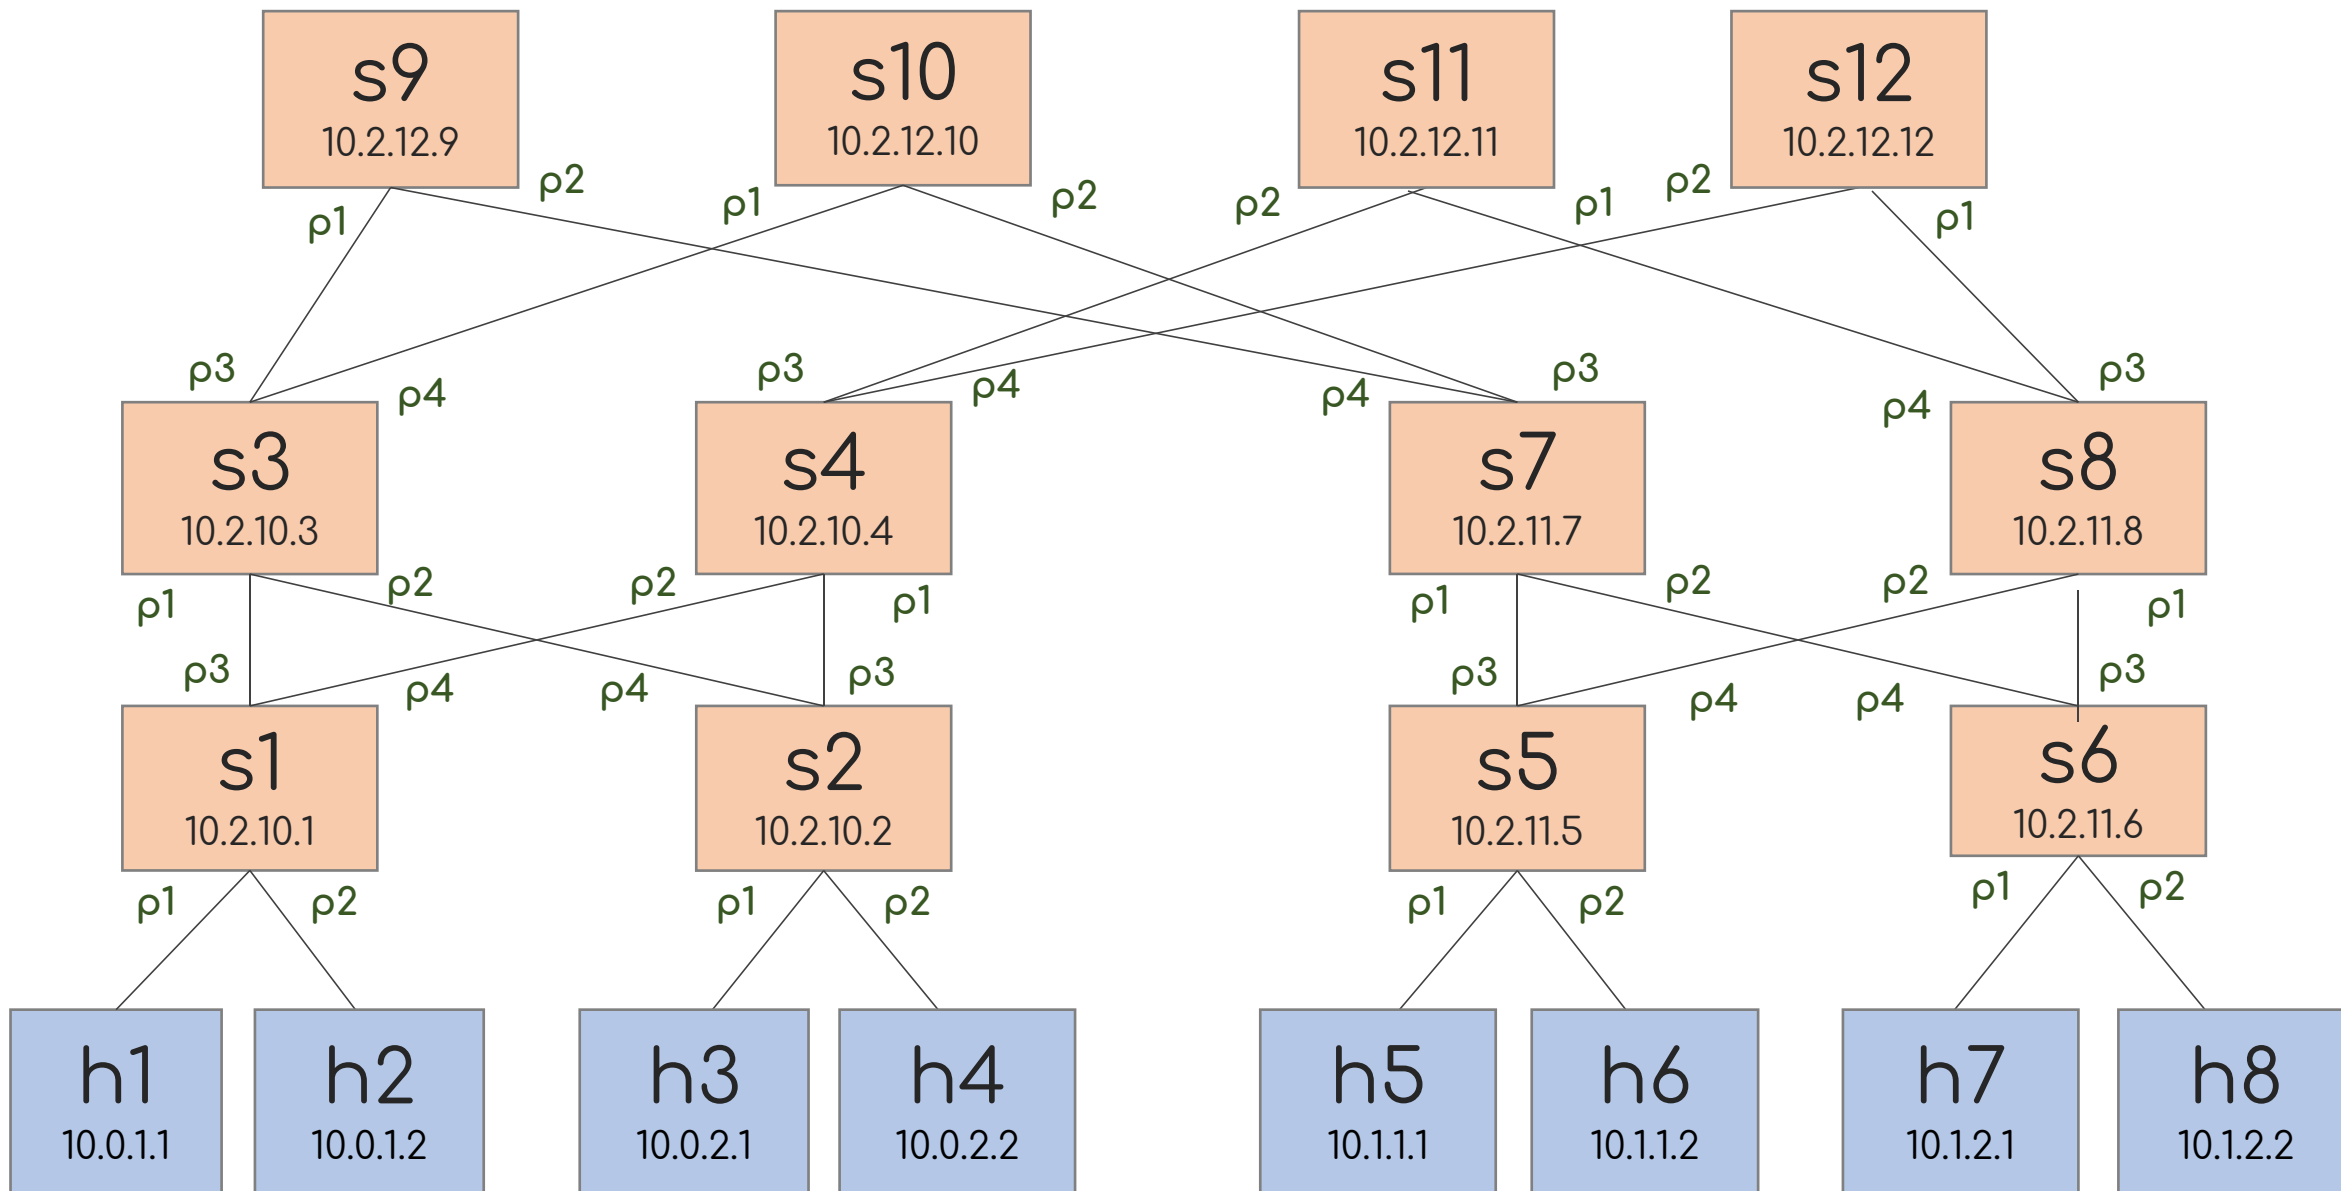 s9
10.2.12.9
s10
10.2.12.10
s11
10.2.12.11
s12
10.2.12.12
p1
p2
p1
p2
p2
p1
p2
p1
p3
p4
p3
p4
p4
p3
p4
p3
s3
10.2.10.3
s4
10.2.10.4
s7
10.2.11.7
s8
10.2.11.8
p1
p2
p2
p1
p1
p2
p2
p1
p3
p4
p4
p3
p3
p4
p4
p3
s1
10.2.10.1
s2
10.2.10.2
s5
10.2.11.5
s6
10.2.11.6
p1
p2
p1
p2
p1
p2
p1
p2
h1
10.0.1.1
h2
10.0.1.2
h3
10.0.2.1
h4
10.0.2.2
h5
10.1.1.1
h6
10.1.1.2
h7
10.1.2.1
h8
10.1.2.2